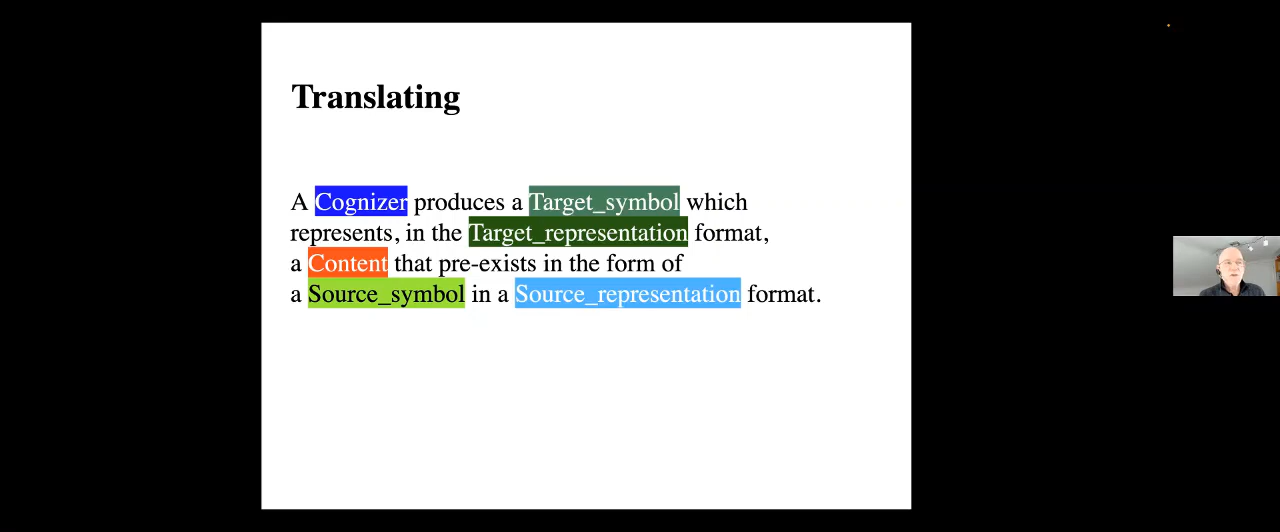 Translating
A Cognizer produces a Target_symbol which
represents, in the Target_representation format,
a Content that pre-exists in the form of
a Source_symbol in a Source_representation format.